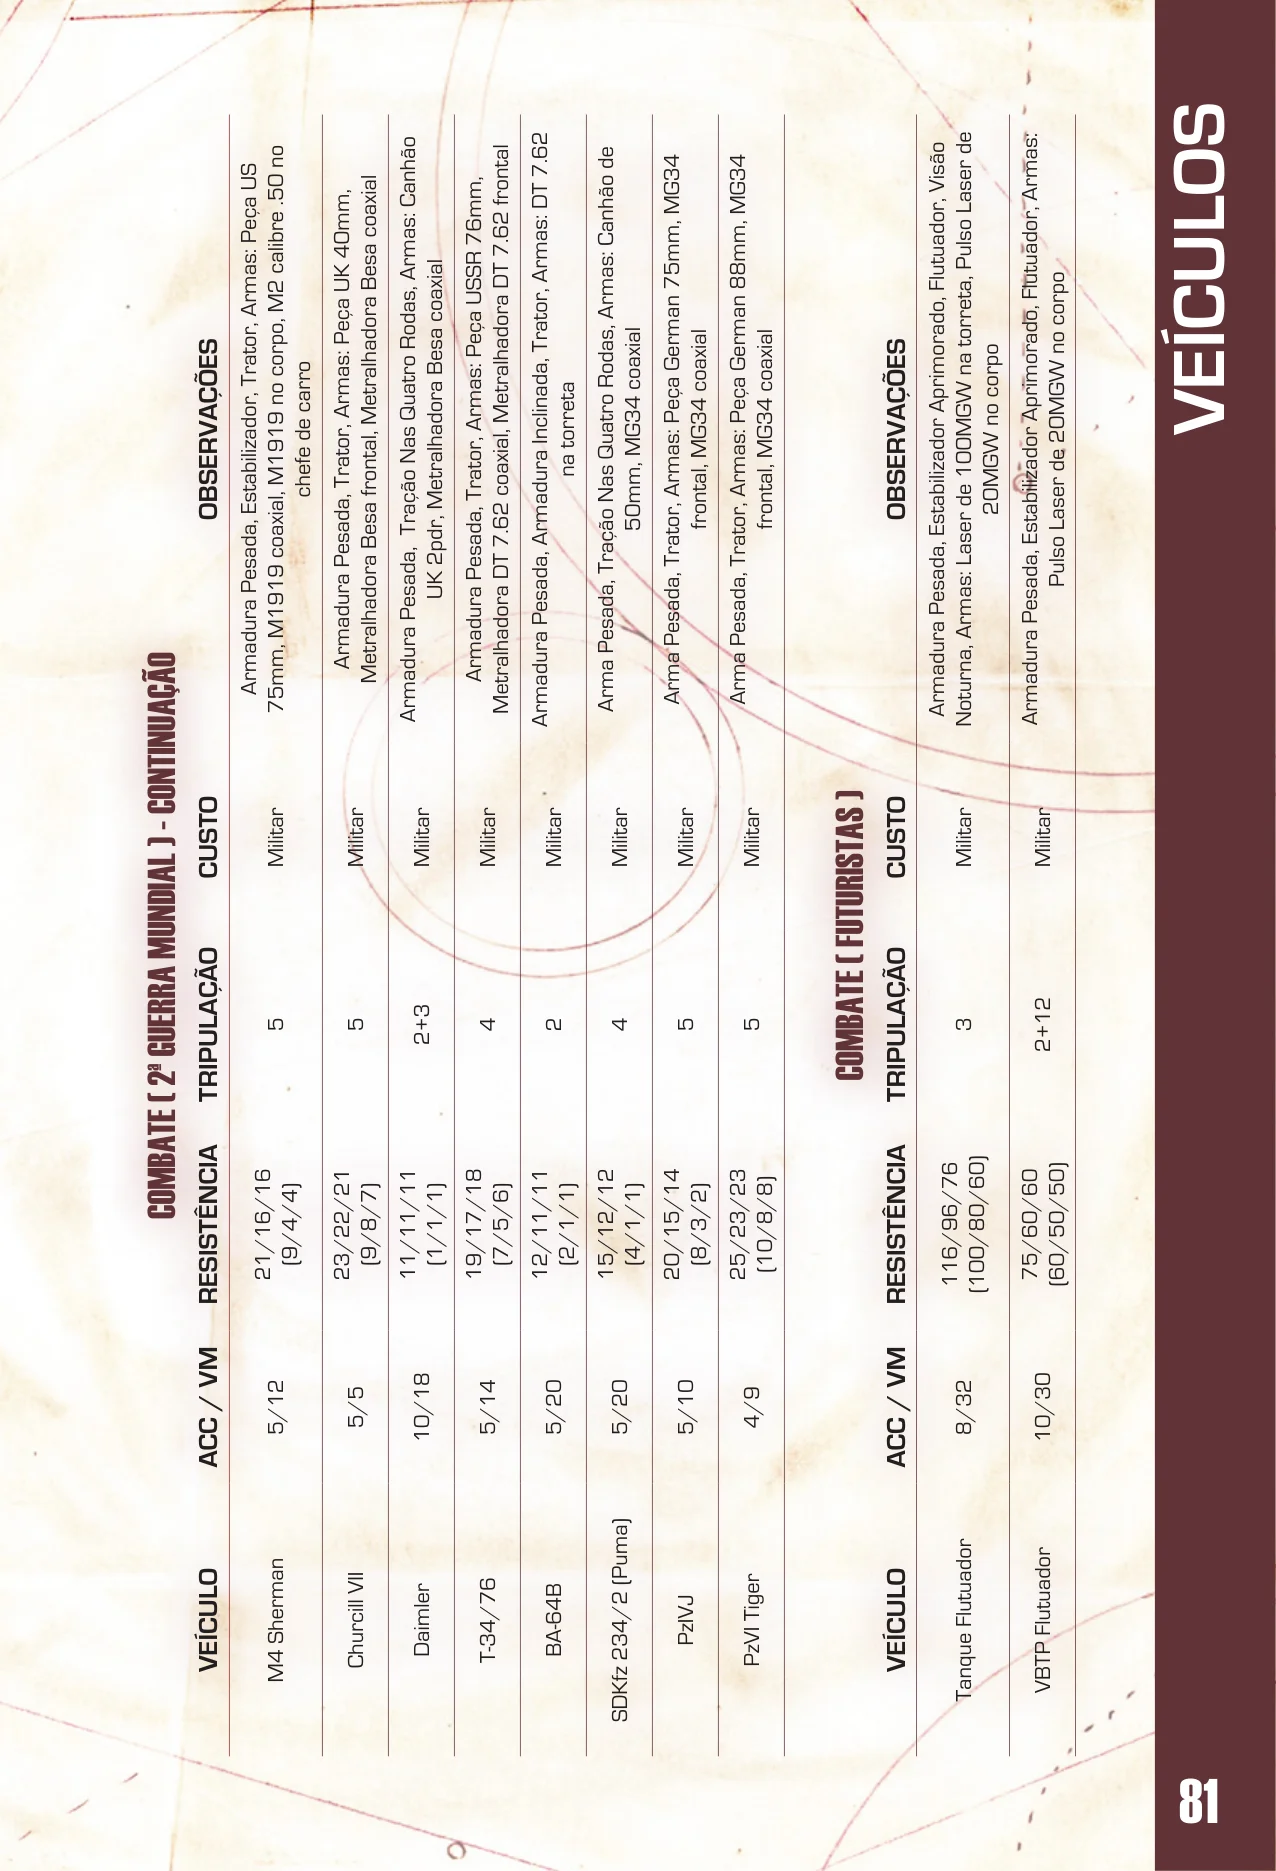 COMBATE ( 2ª GUERRA MUNDIAL ) - CONTINUAÇÃO
VEÍCULO ACC / VM RESISTÊNCIA TRIPULAÇÃO CUSTO OBSERVAÇÕES
M4 Sherman 5/12 21/16/16 (9/4/4) 5 Militar Armadura Pesada, Estabilizador, Trator, Armas: Peça US
75mm, M1919 coaxial, M1919 no corpo, M2 calibre .50 no
chefe de carro
Churcill VII 5/5 23/22/21 (9/8/7) 5 Militar Armadura Pesada, Trator, Armas: Peça UK 40mm,
Metralhadora Besa frontal, Metralhadora Besa coaxial
Daimler 10/18 11/11/11 (1/1/1) 2+3 Militar Armadura Pesada, Tração Nas Quatro Rodas, Armas: Canhão
UK 2pdr, Metralhadora Besa coaxial
T-34/76 5/14 19/17/18 (7/5/6) 4 Militar Armadura Pesada, Trator, Armas: Peça USSR 76mm,
Metralhadora DT 7.62 coaxial, Metralhadora DT 7.62 frontal
BA-64B 5/20 12/11/11 (2/1/1) 2 Militar Armadura Pesada, Armadura Inclinada, Trator, Armas: DT 7.62
na torreta
SDKfz 234/2 (Puma) 5/20 15/12/12 (4/1/1) 4 Militar Arma Pesada, Tração Nas Quatro Rodas, Armas: Canhão de
50mm, MG34 coaxial
PzIVJ 5/10 20/15/14 (8/3/2) 5 Militar Arma Pesada, Trator, Armas: Peça German 75mm, MG34
frontal, MG34 coaxial
PzVI Tiger 4/9 25/23/23 (10/8/8) 5 Militar Arma Pesada, Trator, Armas: Peça German 88mm, MG34
frontal, MG34 coaxial
COMBATE ( FUTURISTAS )
VEÍCULO ACC / VM RESISTÊNCIA TRIPULAÇÃO CUSTO OBSERVAÇÕES
Tanque Flutuador 8/32 116/96/76 (100/80/60) 3 Militar Armadura Pesada, Estabilizador Aprimorado, Flutuador, Visão
Noturna, Armas: Laser de 100MGW na torreta, Pulso Laser de
20MGW no corpo
VBTP Flutuador 10/30 75/60/60 (60/50/50) 2+12 Militar Armadura Pesada, Estabilizador Aprimorado, Flutuador, Armas:
Pulso Laser de 20MGW no corpo
81
VEÍCULOS